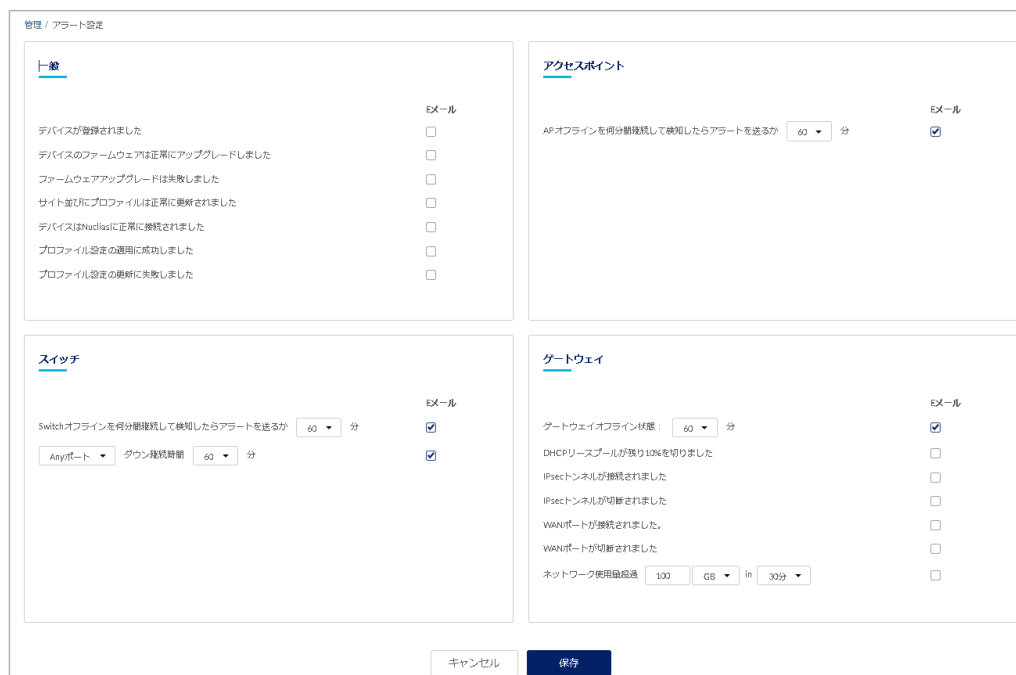 管理 / アラート設定
一般
Eメール
デバイスが登録されました
デバイスのファームウェアは正常にアップグレードしました
ファームウェアアップグレードは失敗しました
サイト並びにプロファイルは正常に更新されました
デバイスはNucliasに正常に接続されました
プロファイル設定の適用に成功しました
プロファイル設定の更新に失敗しました
アクセスポイント
Eメール
APオフラインを何分間継続して検知したらアラートを送るか 60 分
スイッチ
Eメール
Switchオフラインを何分間継続して検知したらアラートを送るか 60 分
Anyポート ダウン継続時間 60 分
ゲートウェイ
Eメール
ゲートウェイオフライン状態： 60 分
DHCPリースプールが残り10%を切りました
IPsecトンネルが接続されました
IPsecトンネルが切断されました
WANポートが接続されました。
WANポートが切断されました
ネットワーク使用量超過 100 GB in 30分
キャンセル 保存